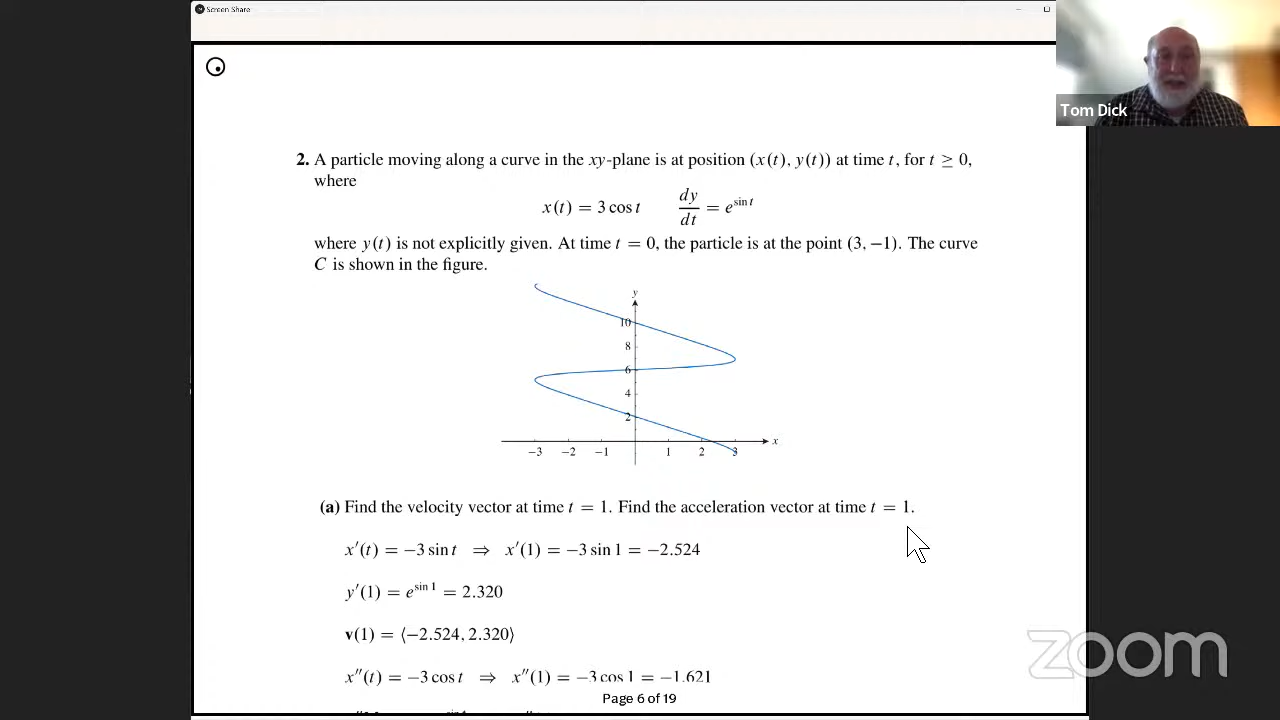 Screen Share
Tom Dick
2. A particle moving along a curve in the xy-plane is at position (x(t), y(t)) at time t, for t ≥ 0,
where
x(t) = 3 cos t dy/dt = e^{sin t}
where y(t) is not explicitly given. At time t = 0, the particle is at the point (3, −1). The curve
C is shown in the figure.
y
10
8
6
4
2
−3 −2 −1 1 2 3 x
(a) Find the velocity vector at time t = 1. Find the acceleration vector at time t = 1.
x′(t) = −3 sin t ⇒ x′(1) = −3 sin 1 = −2.524
y′(1) = e^{sin 1} = 2.320
v(1) = ⟨−2.524, 2.320⟩
x″(t) = −3 cos t ⇒ x″(1) = −3 cos 1 = −1.621
Page 6 of 19
zoom